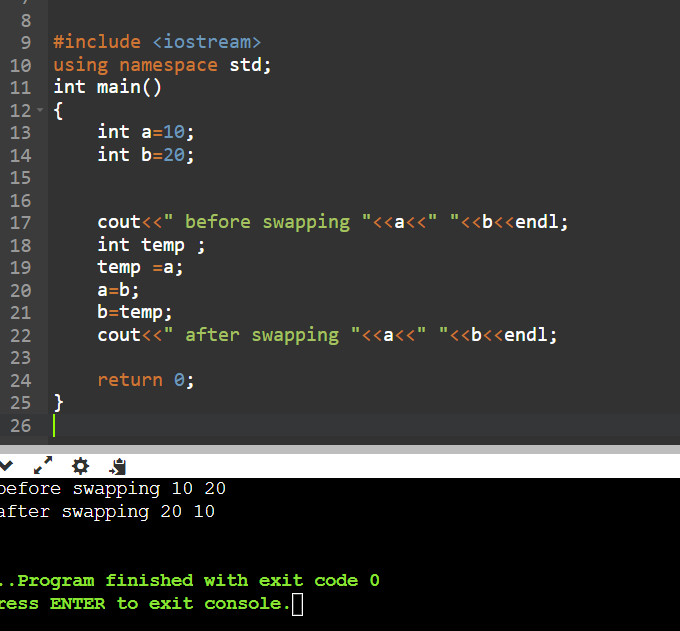 8
9 #include <iostream>
10 using namespace std;
11 int main()
12 {
13 int a=10;
14 int b=20;
15
16
17 cout<<" before swapping "<<a<<" "<<b<<endl;
18 int temp ;
19 temp =a;
20 a=b;
21 b=temp;
22 cout<<" after swapping "<<a<<" "<<b<<endl;
23
24 return 0;
25 }
26
before swapping 10 20
after swapping 20 10
..Program finished with exit code 0
ress ENTER to exit console.